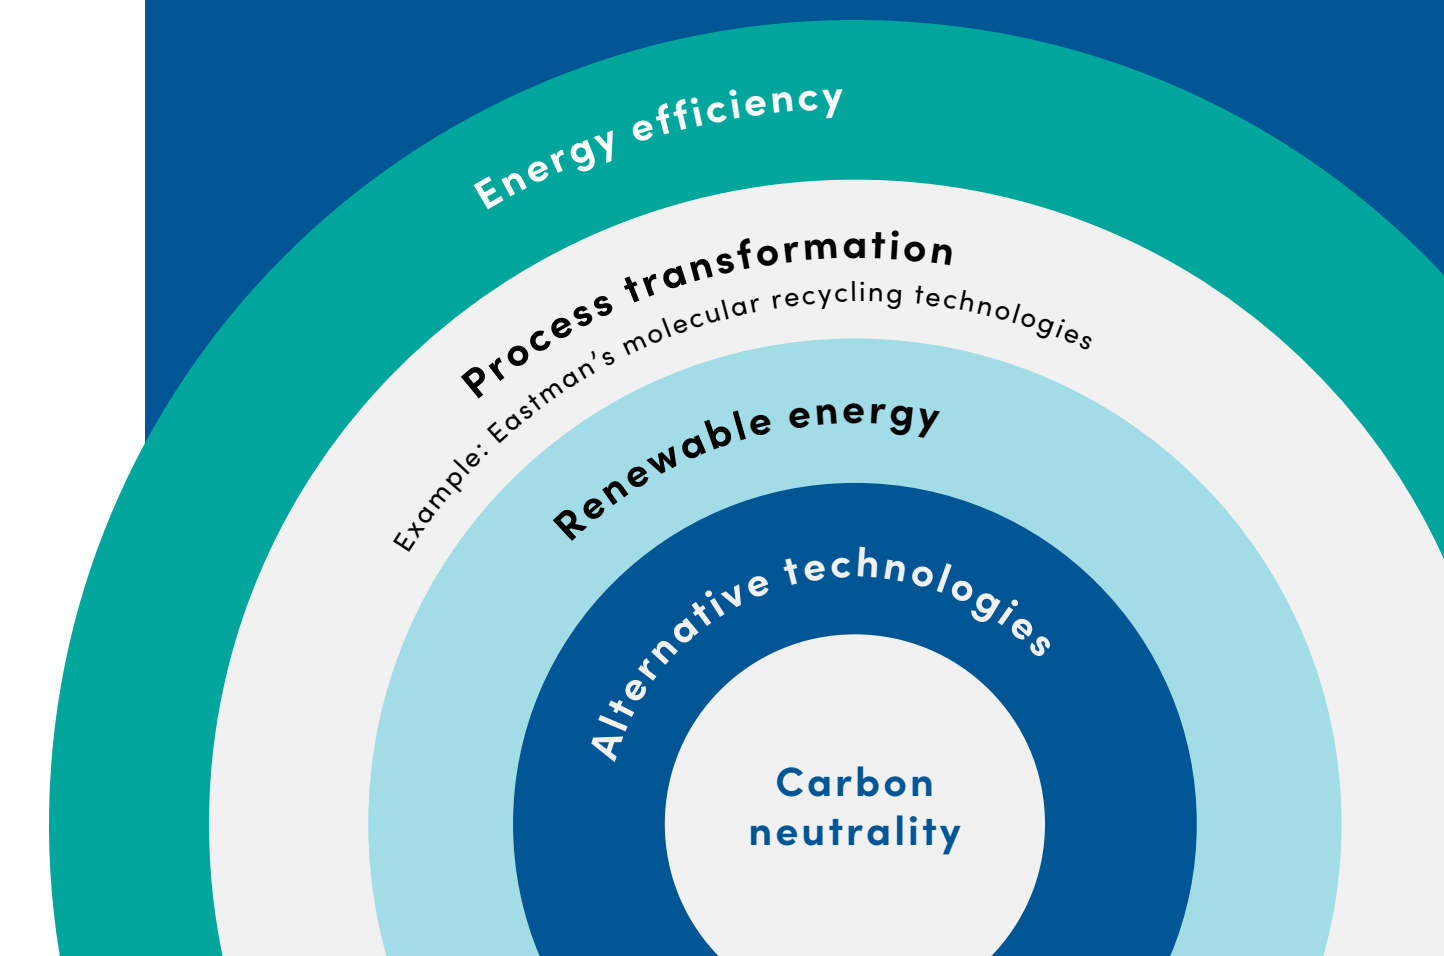 Energy efficiency
Process transformation
Example: Eastman’s molecular recycling technologies
Renewable energy
Alternative technologies
Carbon
neutrality